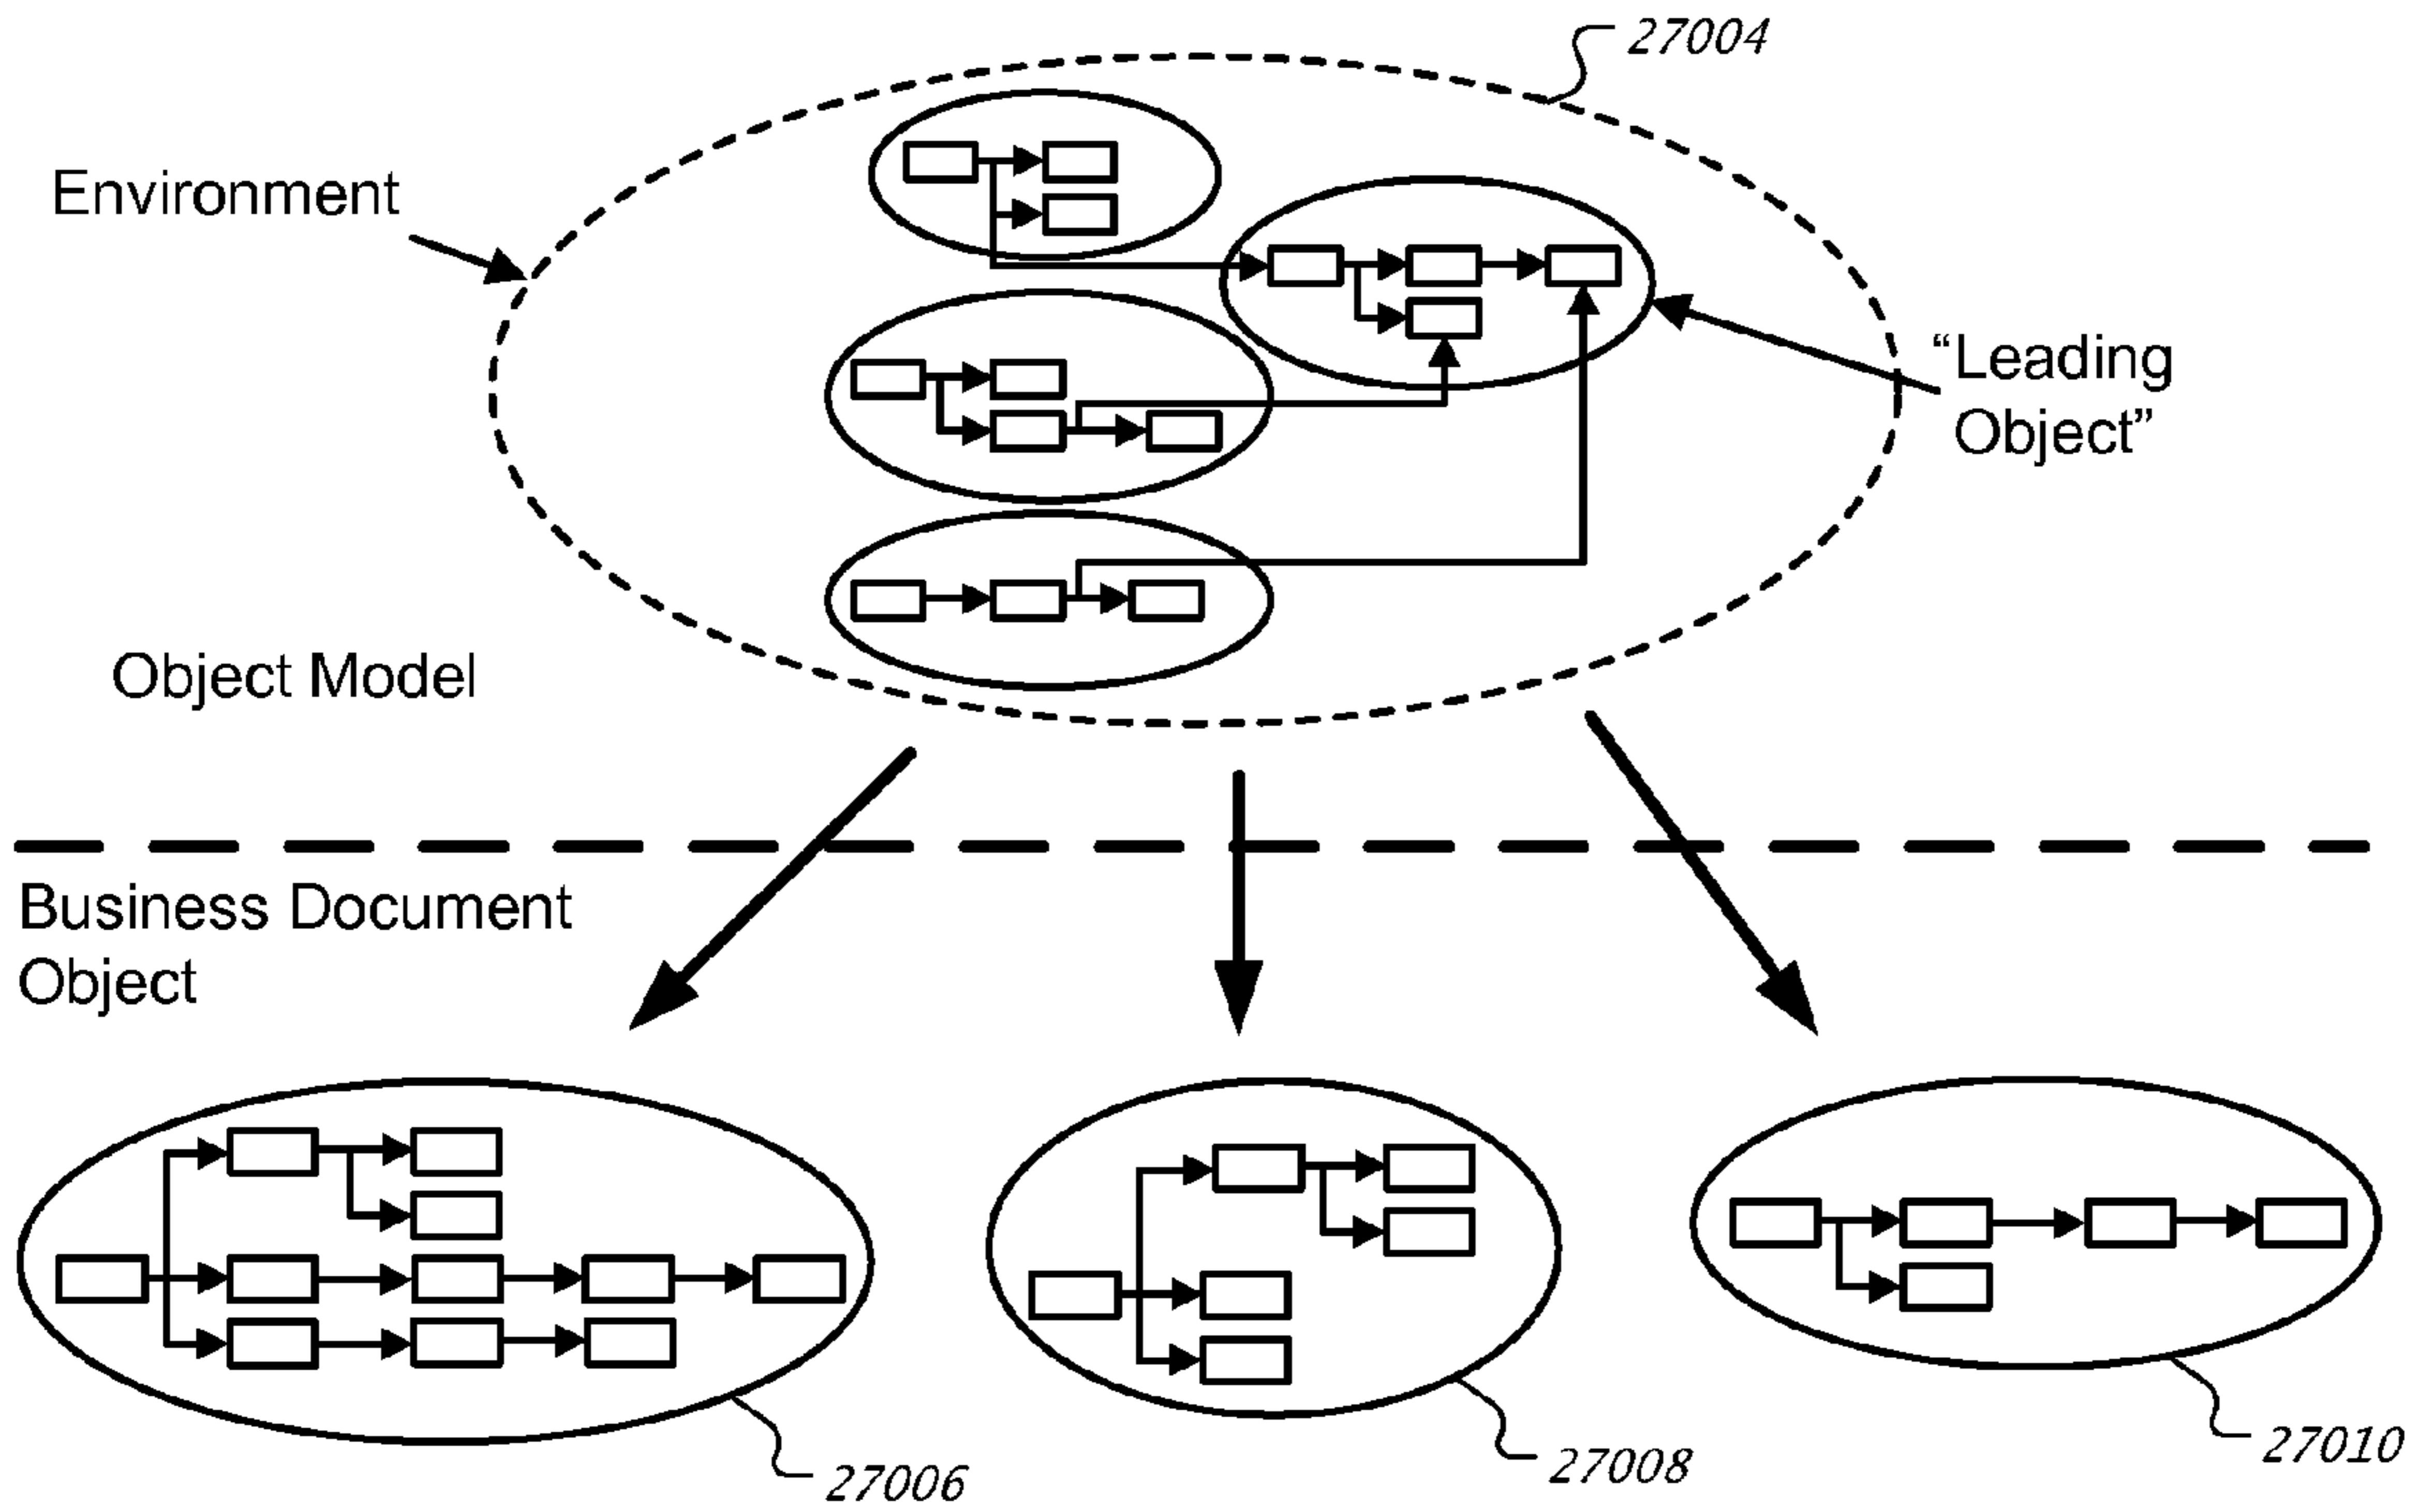 27004
Environment
“Leading
Object”
Object Model
Business Document
Object
27006
27008
27010